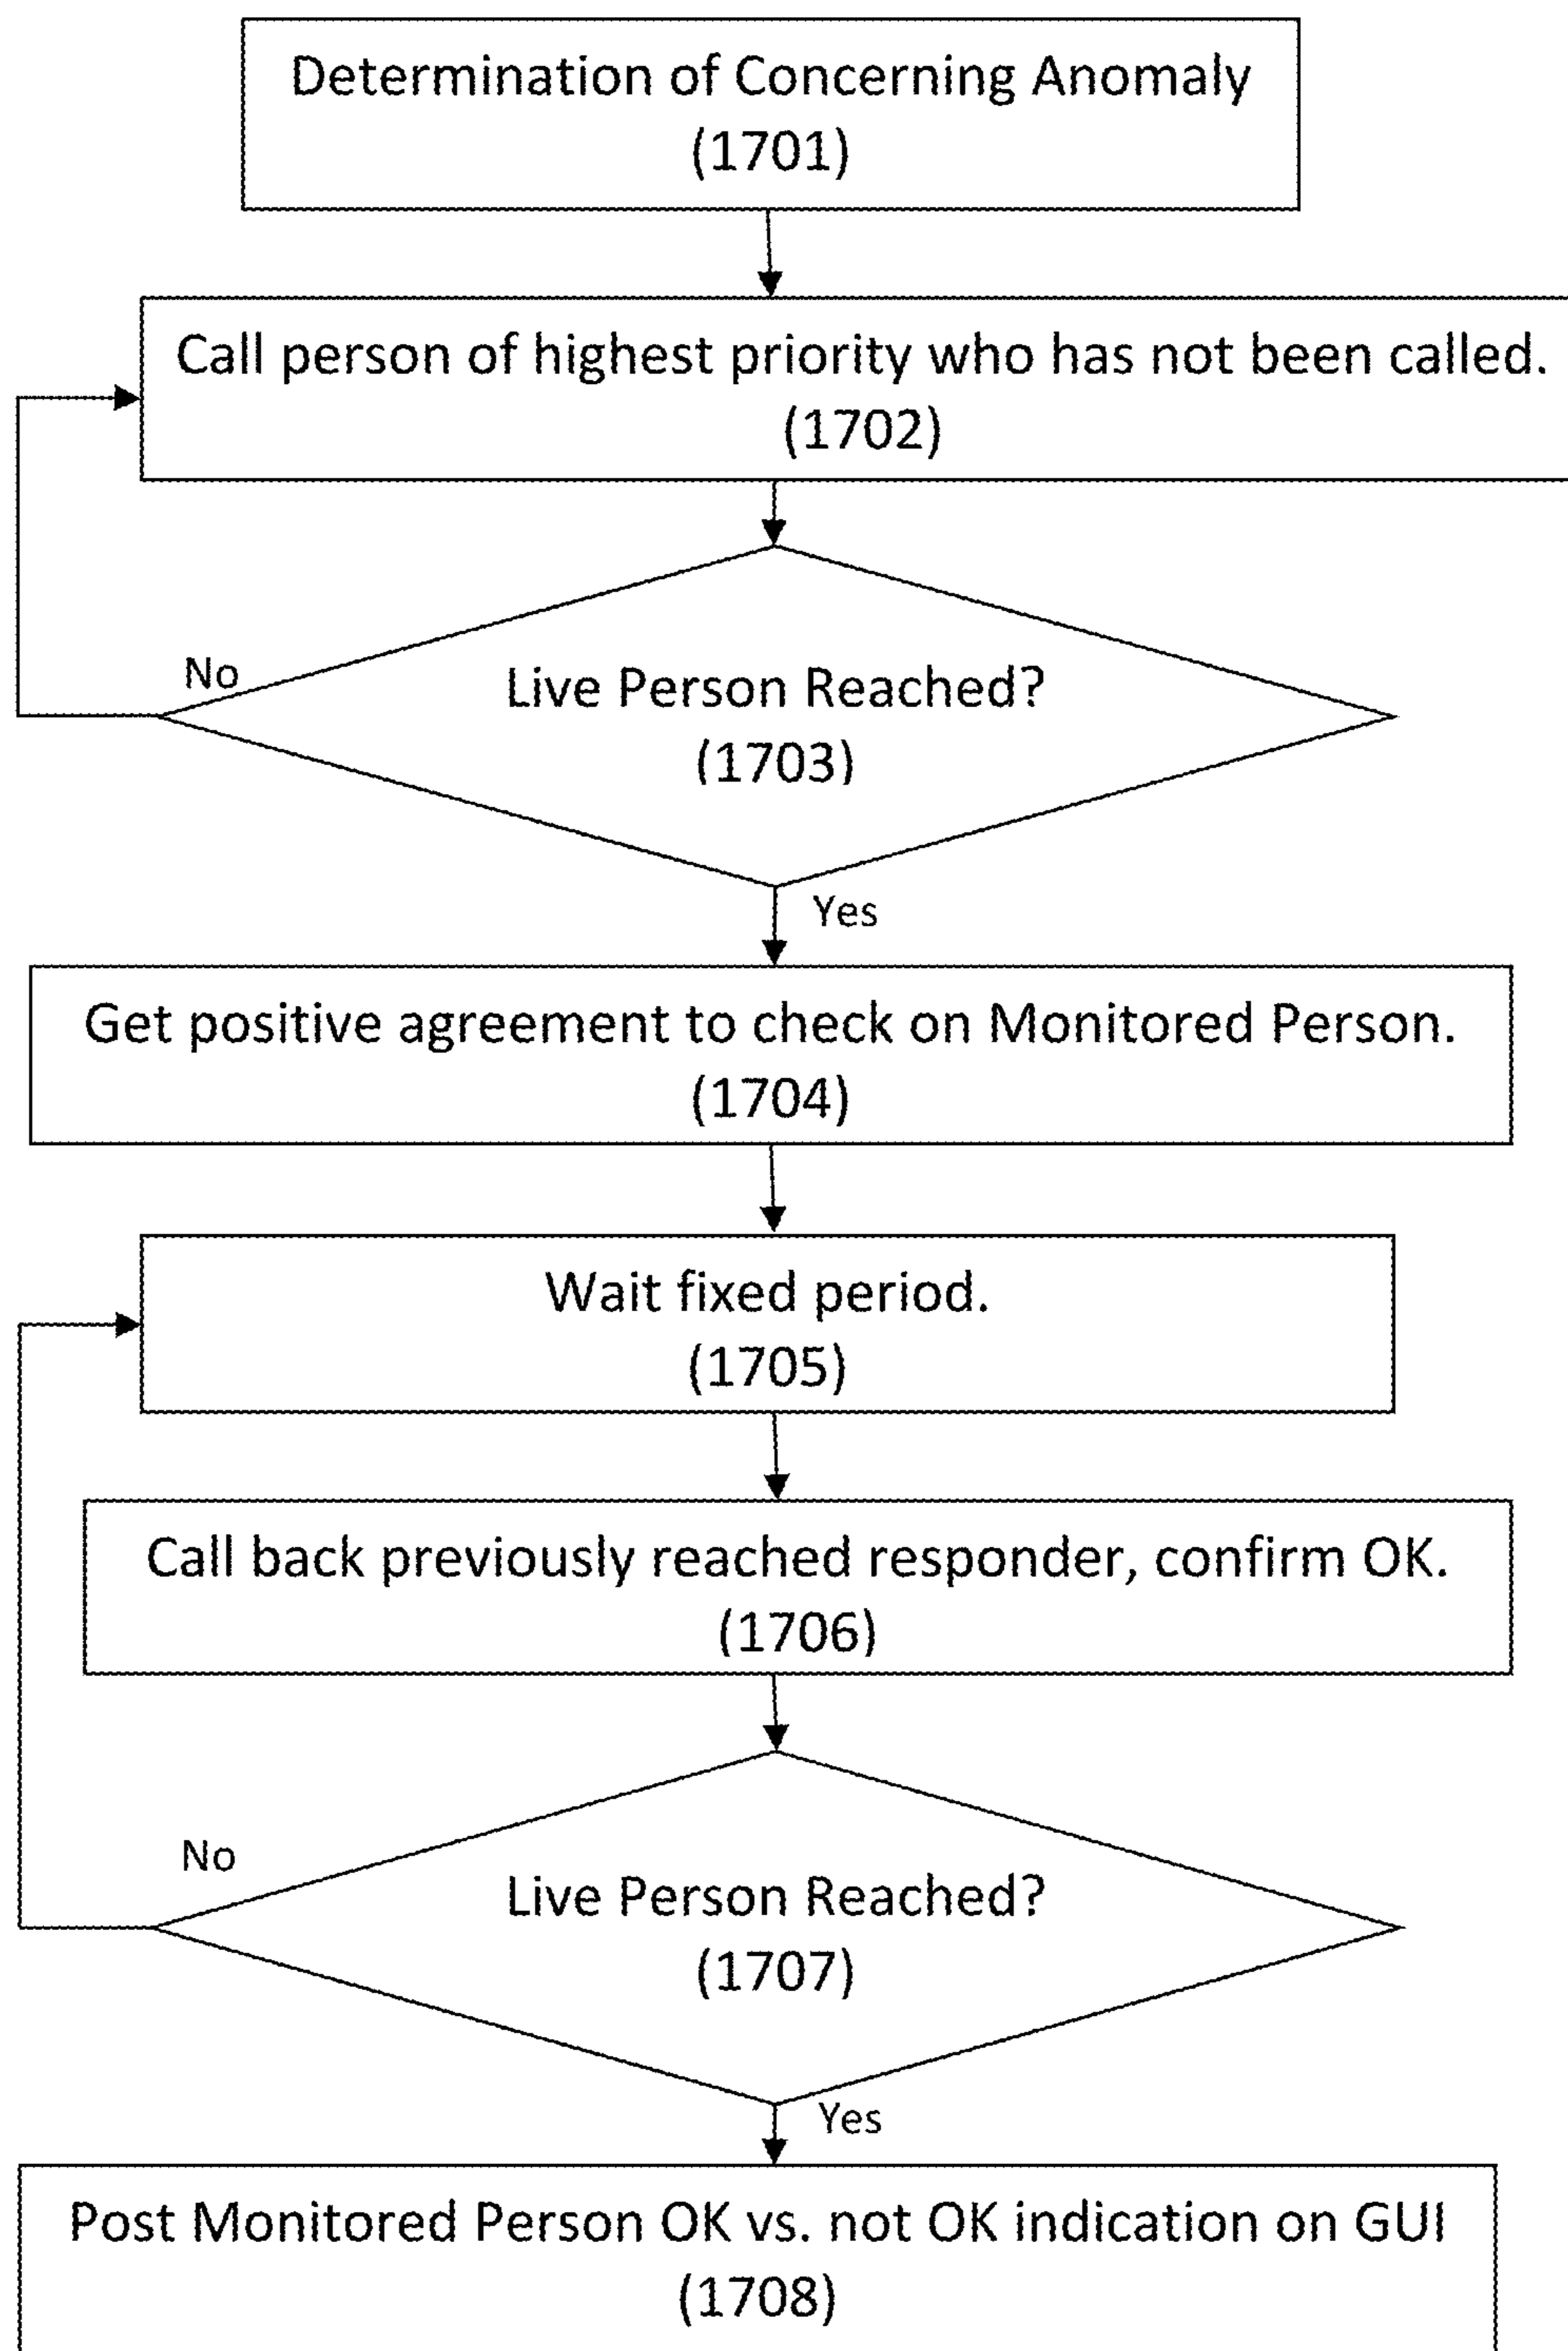 Determination of Concerning Anomaly
(1701)
Call person of highest priority who has not been called.
(1702)
No
Live Person Reached?
(1703)
Yes
Get positive agreement to check on Monitored Person.
(1704)
Wait fixed period.
(1705)
Call back previously reached responder, confirm OK.
(1706)
No
Live Person Reached?
(1707)
Yes
Post Monitored Person OK vs. not OK indication on GUI
(1708)